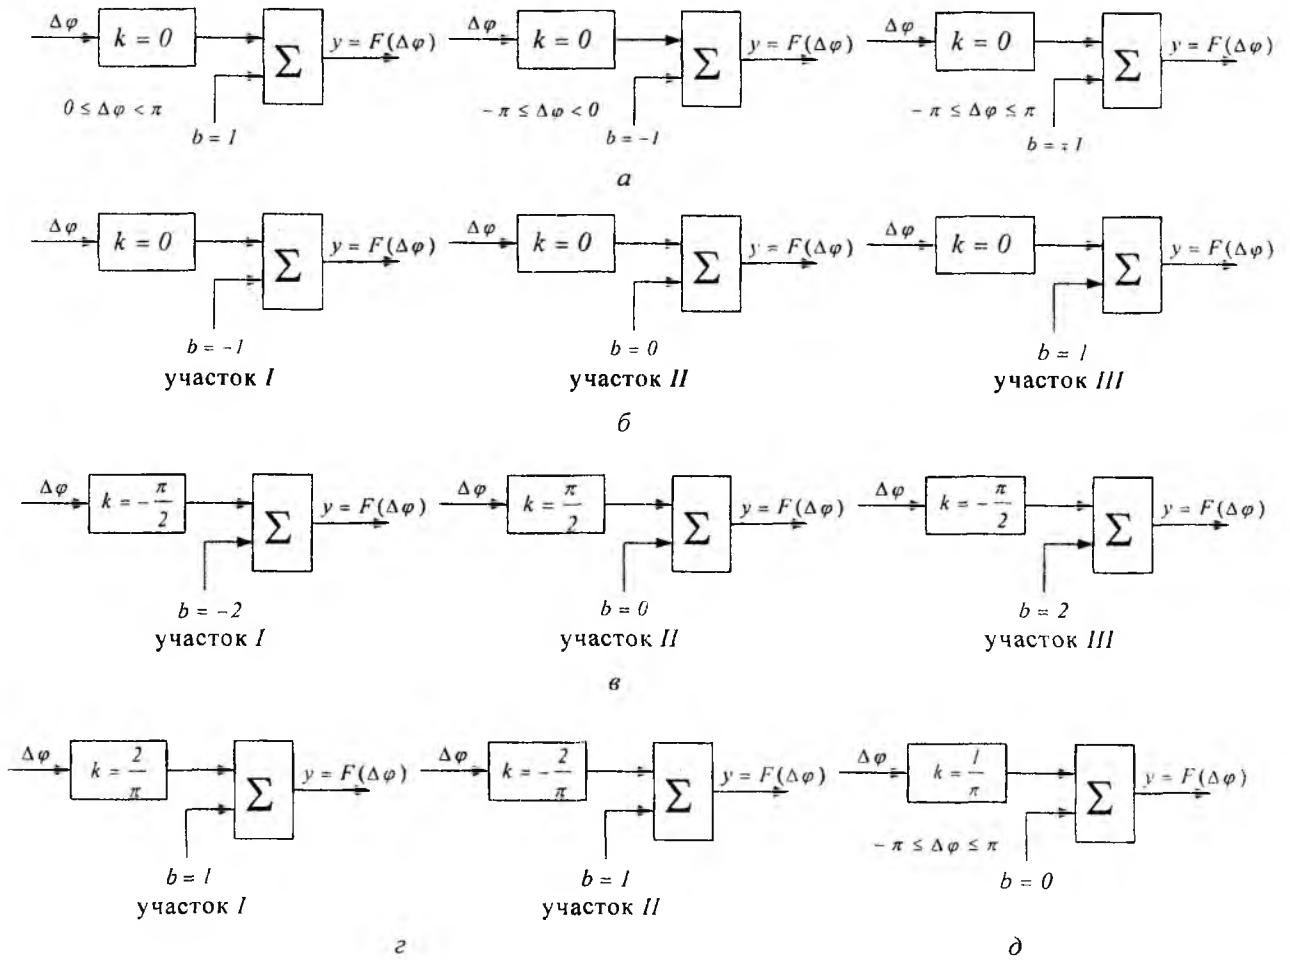 Δφ k = 0 Σ y = F(Δφ) Δφ k = 0 Σ y = F(Δφ) Δφ k = 0 Σ y = F(Δφ)
0 ≤ Δφ < π - π ≤ Δφ < 0 - π ≤ Δφ ≤ π
b = 1 b = -1
а
Δφ k = 0 Σ y = F(Δφ) Δφ k = 0 Σ y = F(Δφ) Δφ k = 0 Σ y = F(Δφ)
b = -1 b = 0 b = 1
участок I участок II участок III
б
Δφ k = -π/2 Σ y = F(Δφ) Δφ k = π/2 Σ y = F(Δφ) Δφ k = -π/2 Σ y = F(Δφ)
b = -2 b = 0 b = 2
участок I участок II участок III
в
Δφ k = 2/π Σ y = F(Δφ) Δφ k = -2/π Σ y = F(Δφ) Δφ k = 1/π Σ y = F(Δφ)
- π ≤ Δφ ≤ π
b = 1 b = 1 b = 0
участок I участок II
г д